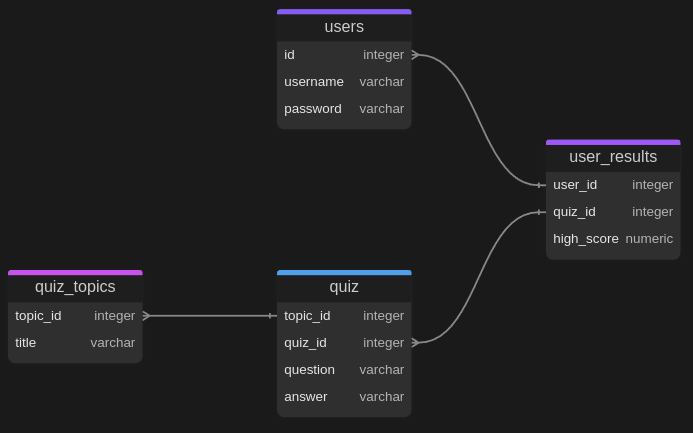 users
id integer
username varchar
password varchar
user_results
user_id integer
quiz_id integer
high_score numeric
quiz_topics
topic_id integer
title varchar
quiz
topic_id integer
quiz_id integer
question varchar
answer varchar